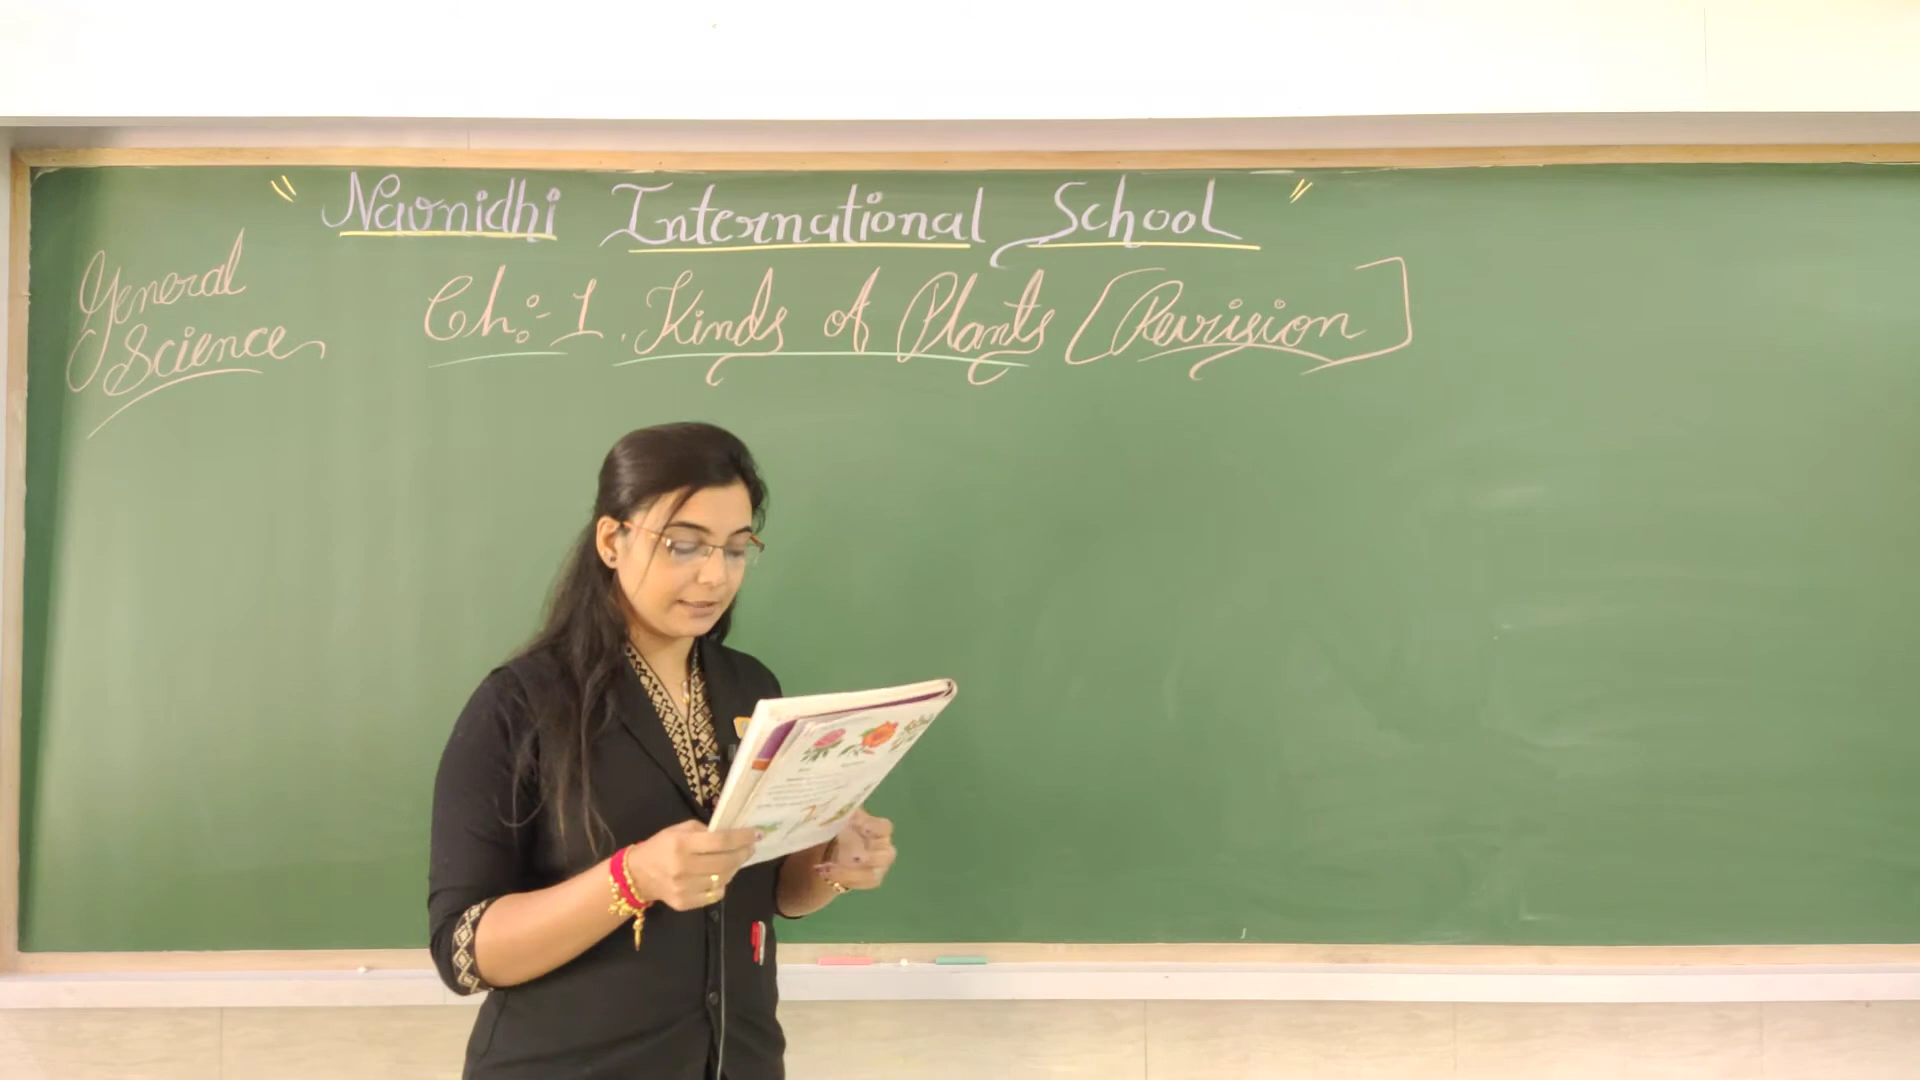 " Navnidhi International School "
General
Science
Ch:-1. Kinds of Plants [Revision]